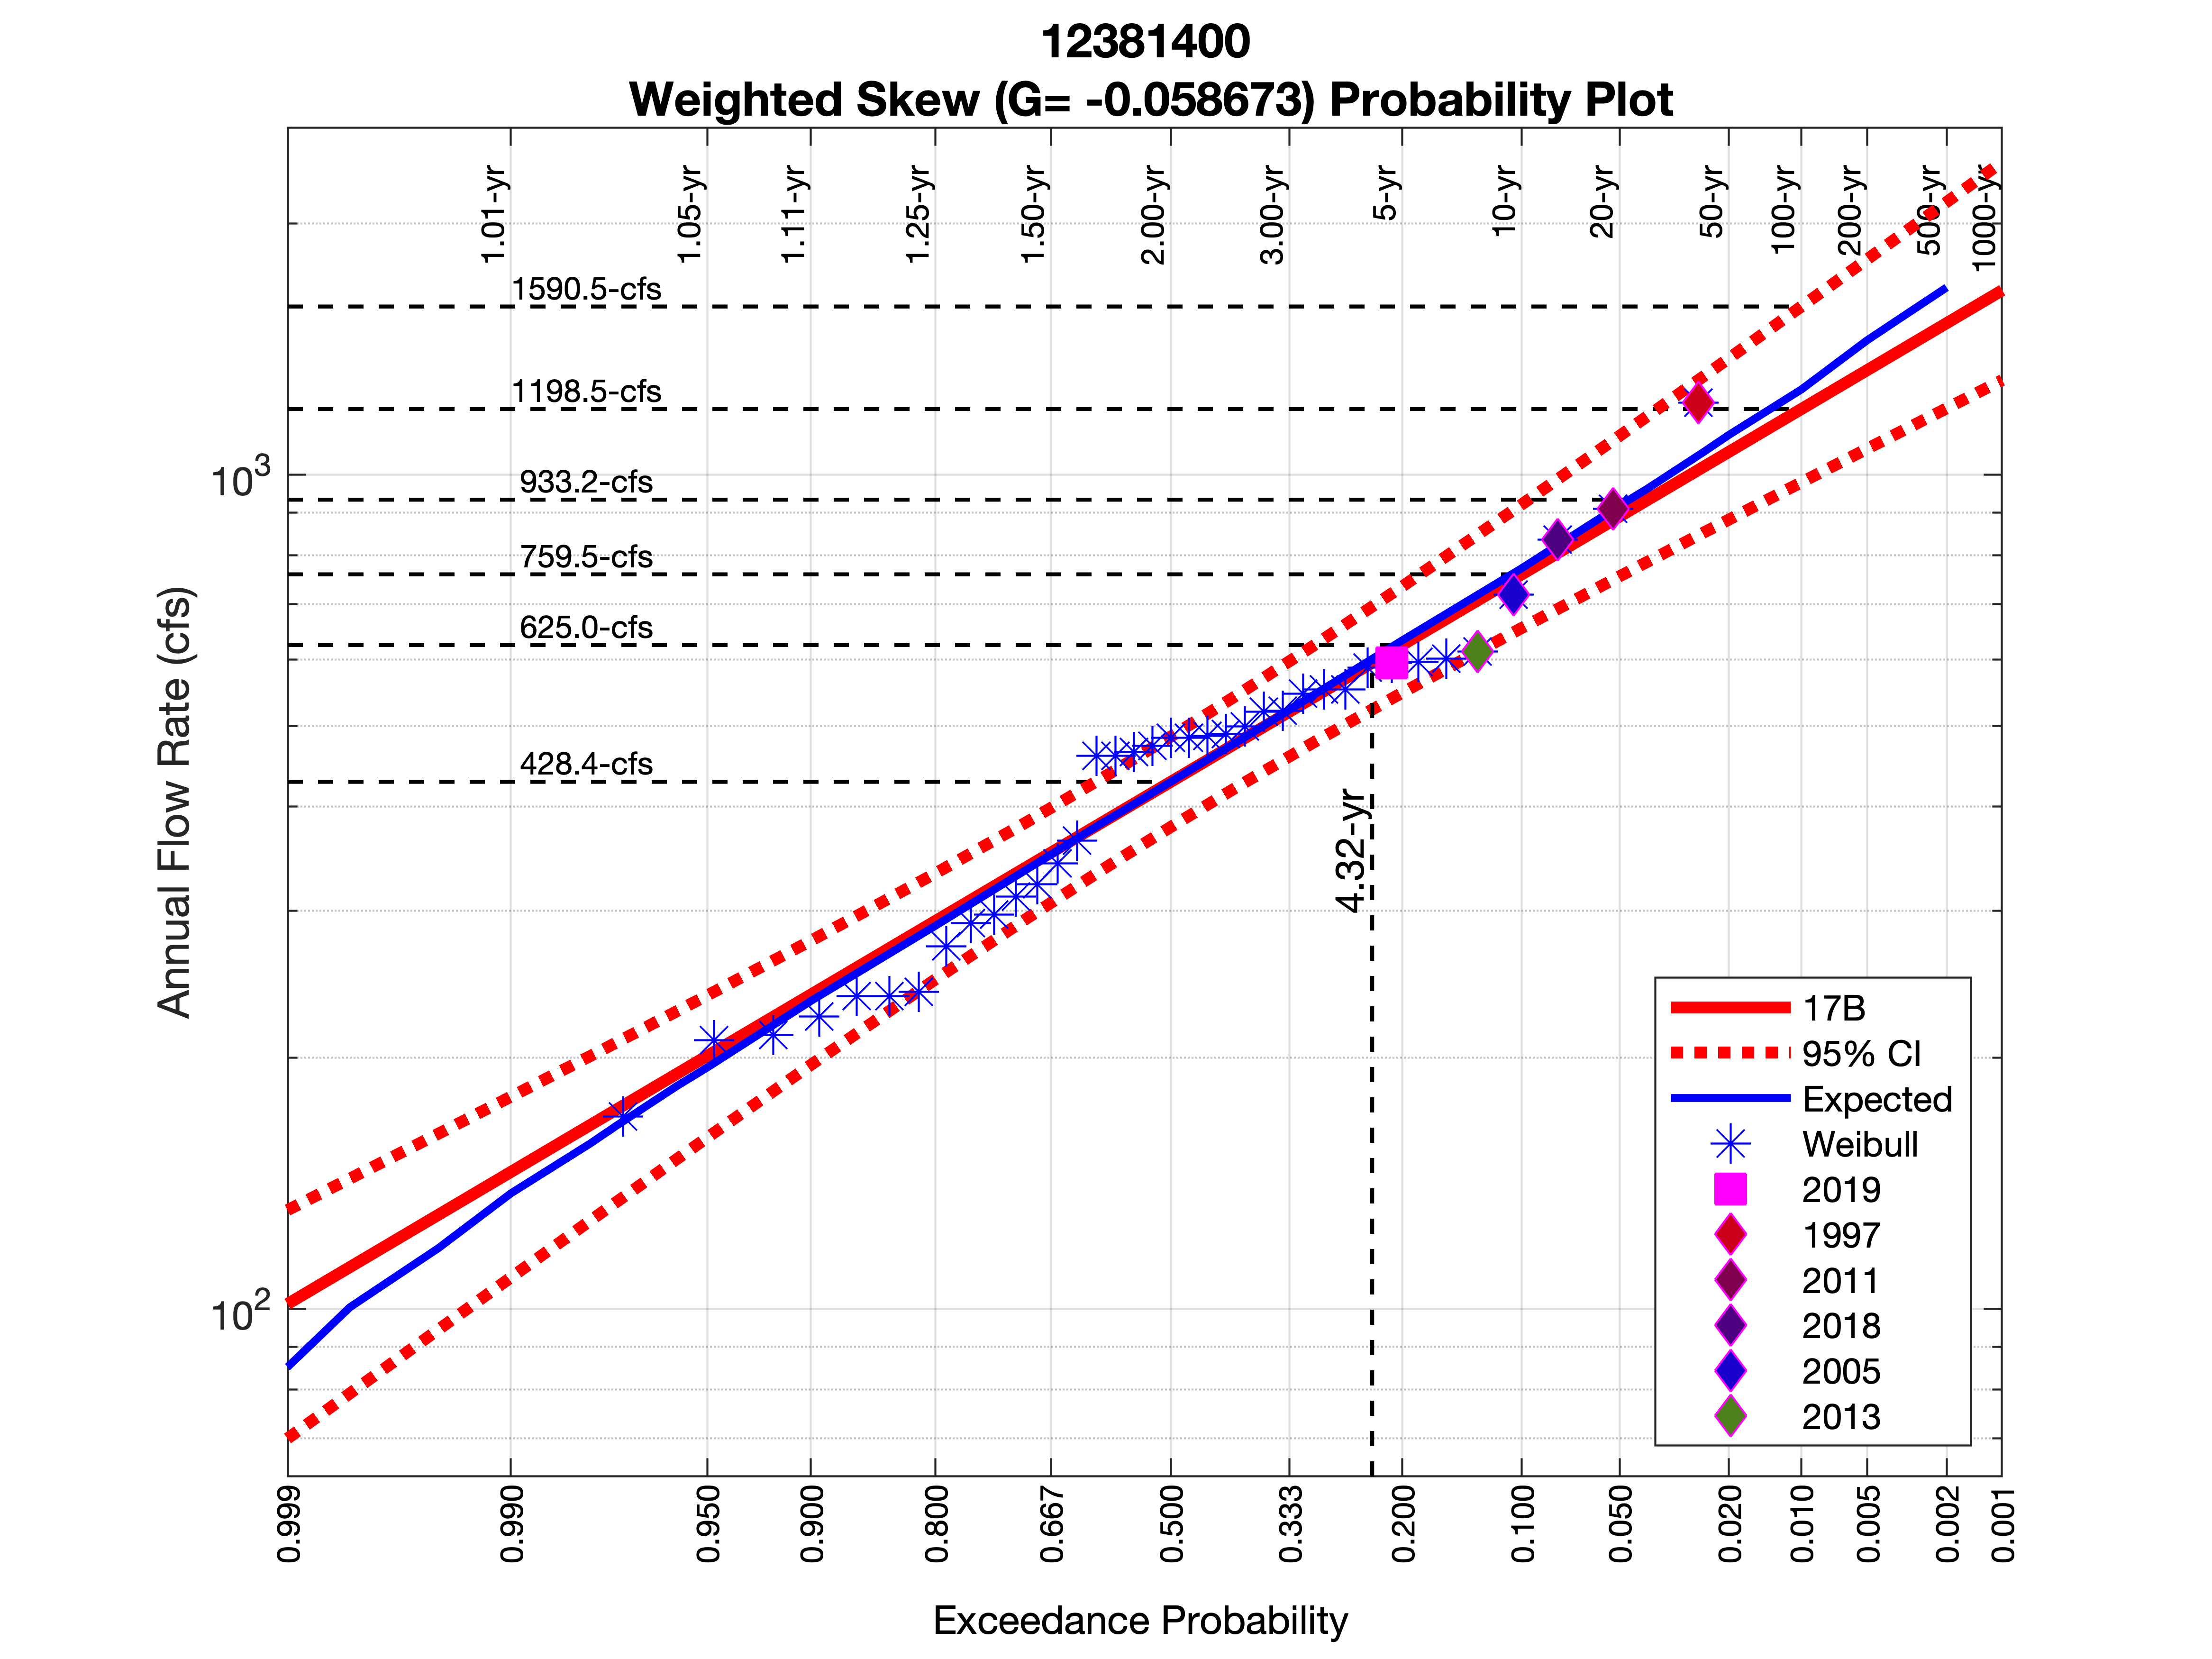 12381400
Weighted Skew (G= -0.058673) Probability Plot
1.01-yr
1.05-yr
1.11-yr
1.25-yr
1.50-yr
2.00-yr
3.00-yr
5-yr
10-yr
20-yr
50-yr
100-yr
200-yr
500-yr
1000-yr
1590.5-cfs
1198.5-cfs
933.2-cfs
759.5-cfs
625.0-cfs
428.4-cfs
4.32-yr
Annual Flow Rate (cfs)
10³
10²
17B
95% CI
Expected
Weibull
2019
1997
2011
2018
2005
2013
0.999
0.990
0.950
0.900
0.800
0.667
0.500
0.333
0.200
0.100
0.050
0.020
0.010
0.005
0.002
0.001
Exceedance Probability